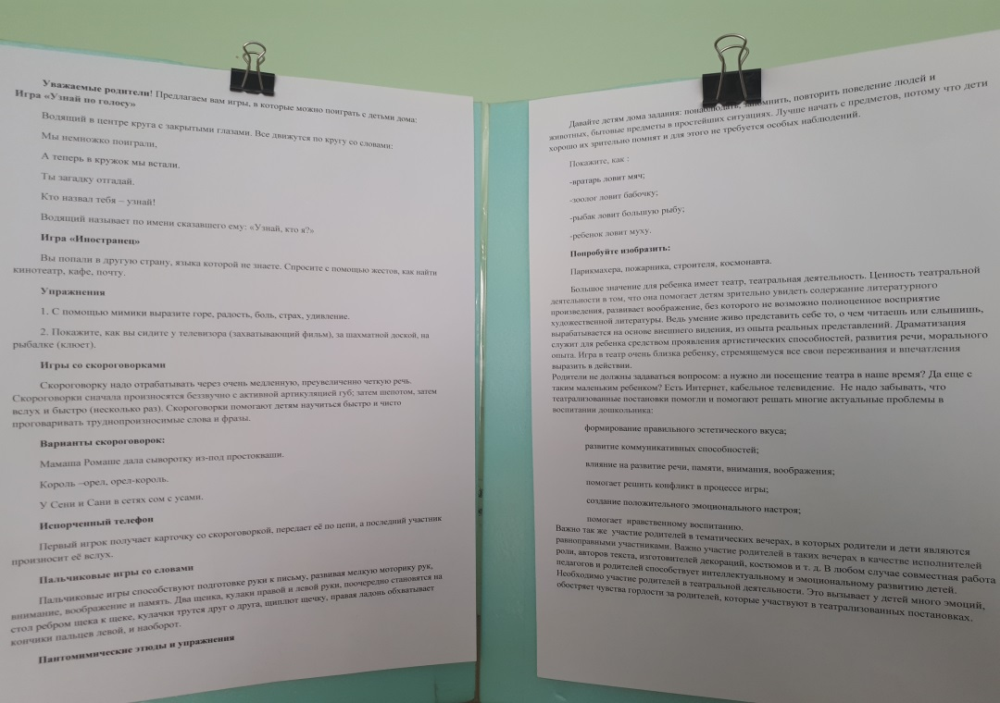 Уважаемые родители! Предлагаем вам игры, в которые можно поиграть с детьми дома:
Игра «Узнай по голосу»
Водящий в центре круга с закрытыми глазами. Все движутся по кругу со словами:
Мы немножко поиграли,
А теперь в кружок мы встали.
Ты загадку отгадай.
Кто назвал тебя – узнай!
Водящий называет по имени сказавшего ему: «Узнай, кто я?»
Игра «Иностранец»
Вы попали в другую страну, языка которой не знаете. Спросите с помощью жестов, как найти
кинотеатр, кафе, почту.
Упражнения
1. С помощью мимики выразите горе, радость, боль, страх, удивление.
2. Покажите, как вы сидите у телевизора (захватывающий фильм), за шахматной доской, на
рыбалке (клюет).
Игры со скороговорками
Скороговорку надо отрабатывать через очень медленную, преувеличенно четкую речь.
Скороговорки сначала произносятся беззвучно с активной артикуляцией губ; затем шепотом, затем
вслух и быстро (несколько раз). Скороговорки помогают детям научиться быстро и чисто
проговаривать труднопроизносимые слова и фразы.
Варианты скороговорок:
Мамаша Ромаше дала сыворотку из-под простокваши.
Король –орел, орел-король.
У Сени и Сани в сетях сом с усами.
Испорченный телефон
Первый игрок получает карточку со скороговоркой, передает её по цепи, а последний участник
произносит её вслух.
Пальчиковые игры со словами
Пальчиковые игры способствуют подготовке руки к письму, развивая мелкую моторику рук,
внимание, воображение и память. Два щенка, кулаки правой и левой руки, поочередно становятся на
стол ребром щека к щеке, кулачки трутся друг о друга, щиплют щечку, правая ладонь обхватывает
кончики пальцев левой, и наоборот.
Пантомимические этюды и упражнения
Давайте детям дома задания: понаблюдать, запомнить, повторить поведение людей и
животных, бытовые предметы в простейших ситуациях. Лучше начать с предметов, потому что дети
хорошо их зрительно помнят и для этого не требуется особых наблюдений.
Покажите, как :
-вратарь ловит мяч;
-зоолог ловит бабочку;
-рыбак ловит большую рыбу;
-ребенок ловит муху.
Попробуйте изобразить:
Парикмахера, пожарника, строителя, космонавта.
Большое значение для ребенка имеет театр, театральная деятельность. Ценность театральной
деятельности в том, что она помогает детям зрительно увидеть содержание литературного
произведения, развивает воображение, без которого не возможно полноценное восприятие
художественной литературы. Ведь умение живо представить себе то, о чем читаешь или слышишь,
вырабатывается на основе внешнего видения, из опыта реальных представлений. Драматизация
служит для ребенка средством проявления артистических способностей, развития речи, морального
опыта. Игра в театр очень близка ребенку, стремящемуся все свои переживания и впечатления
выразить в действии.
Родители не должны задаваться вопросом: а нужно ли посещение театра в наше время? Да еще с
таким маленьким ребенком? Есть Интернет, кабельное телевидение. Не надо забывать, что
театрализованные постановки помогли и помогают решать многие актуальные проблемы в
воспитании дошкольника:
формирование правильного эстетического вкуса;
развитие коммуникативных способностей;
влияние на развитие речи, памяти, внимания, воображения;
помогает решить конфликт в процессе игры;
создание положительного эмоционального настроя;
помогает нравственному воспитанию.
Важно так же участие родителей в тематических вечерах, в которых родители и дети являются
равноправными участниками. Важно участие родителей в таких вечерах в качестве исполнителей
роли, авторов текста, изготовителей декораций, костюмов и т. д. В любом случае совместная работа
педагогов и родителей способствует интеллектуальному и эмоциональному развитию детей.
Необходимо участие родителей в театральной деятельности. Это вызывает у детей много эмоций,
обостряет чувства гордости за родителей, которые участвуют в театрализованных постановках.